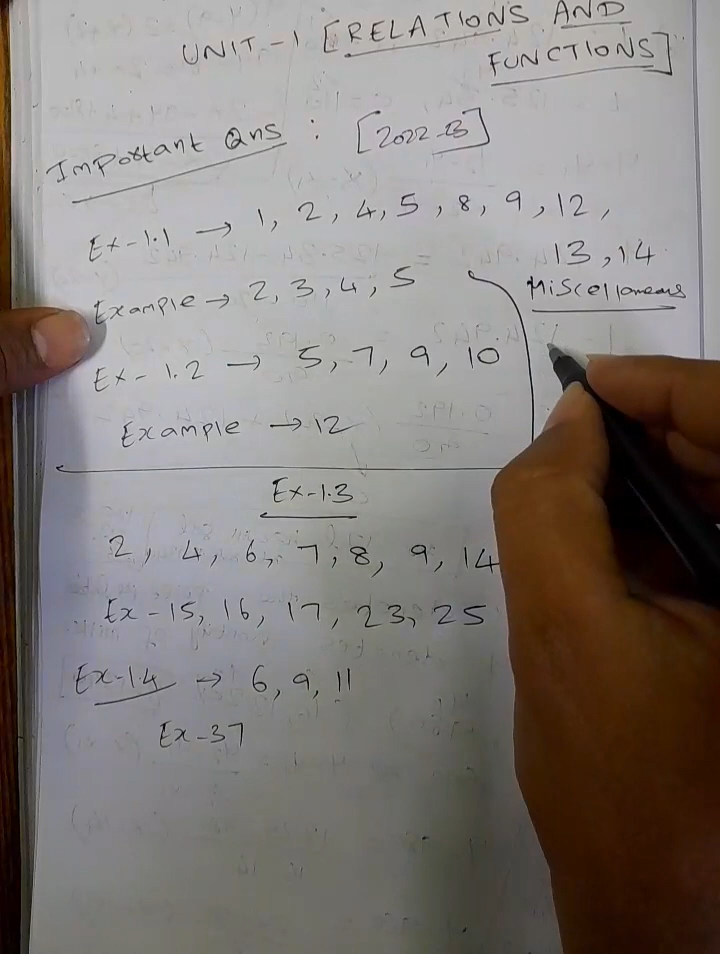 UNIT-1 [RELATIONS AND
FUNCTIONS]
Important Qns : [2022-23]
Ex-1.1 → 1, 2, 4, 5, 8, 9, 12,
13, 14
Example → 2, 3, 4, 5
Ex-1.2 → 5, 7, 9, 10
Example → 12
Miscellaneous
Ex-1.3
2, 4, 6, 7, 8, 9, 14
Ex-15, 16, 17, 23, 25
Ex-1.4 → 6, 9, 11
Ex-37